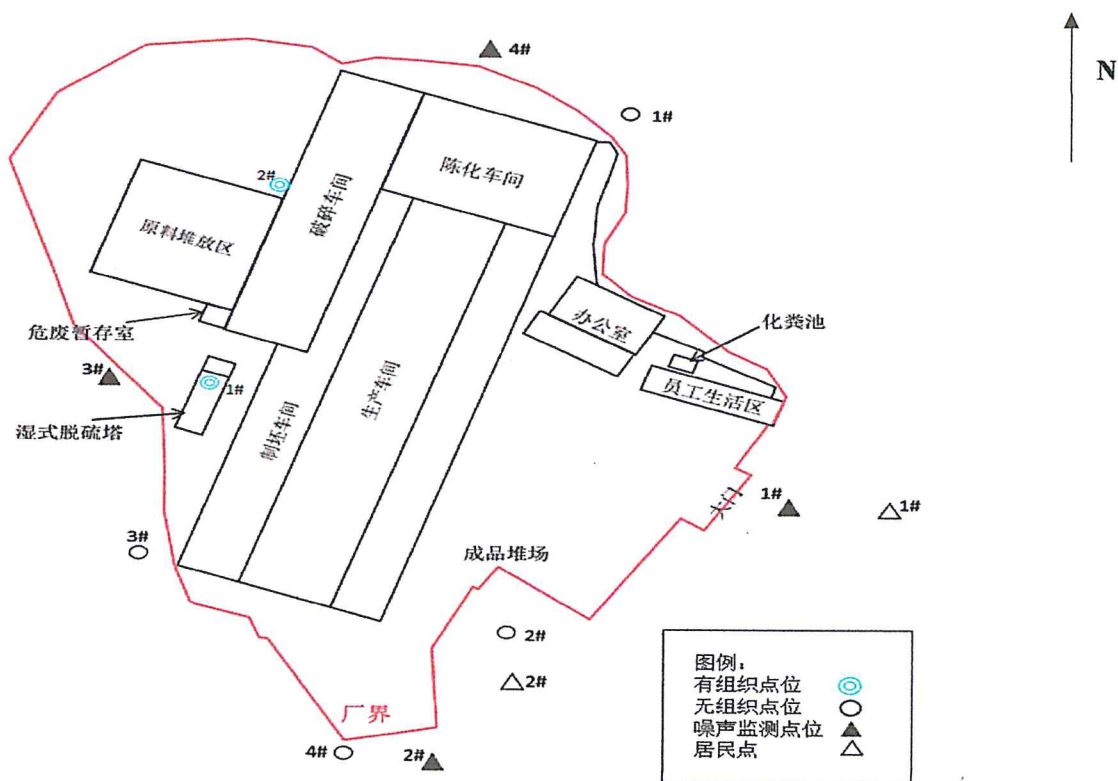 4#
N
1#
陈化车间
2#
破碎车间
原料堆放区
危废暂存室
办公室
化粪池
3#
1#
员工生活区
生产车间
湿式脱硫塔
制坯车间
大门
1#
1#
3#
成品堆场
2#
2#
厂界
4#
2#
图例：
有组织点位
无组织点位
噪声监测点位
居民点